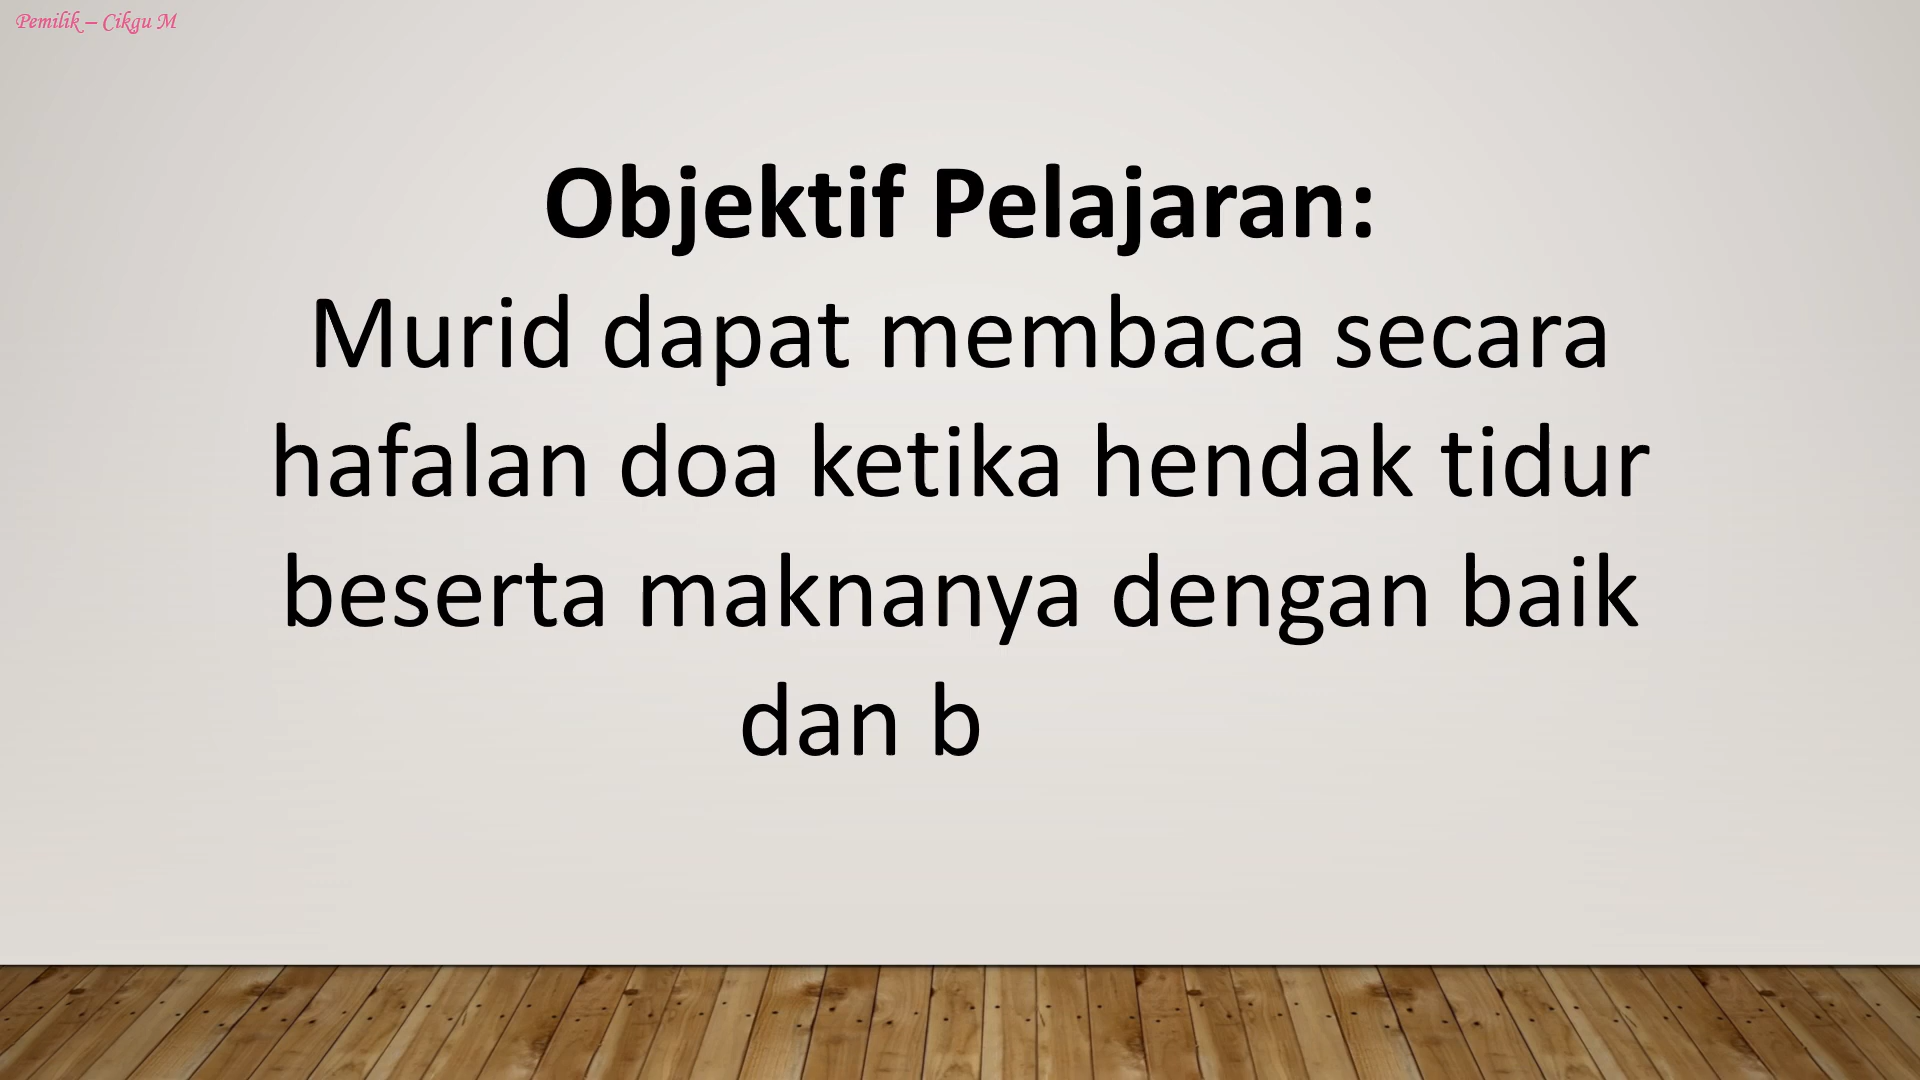 Pemilik – Cikgu M
Objektif Pelajaran:
Murid dapat membaca secara
hafalan doa ketika hendak tidur
beserta maknanya dengan baik
dan b